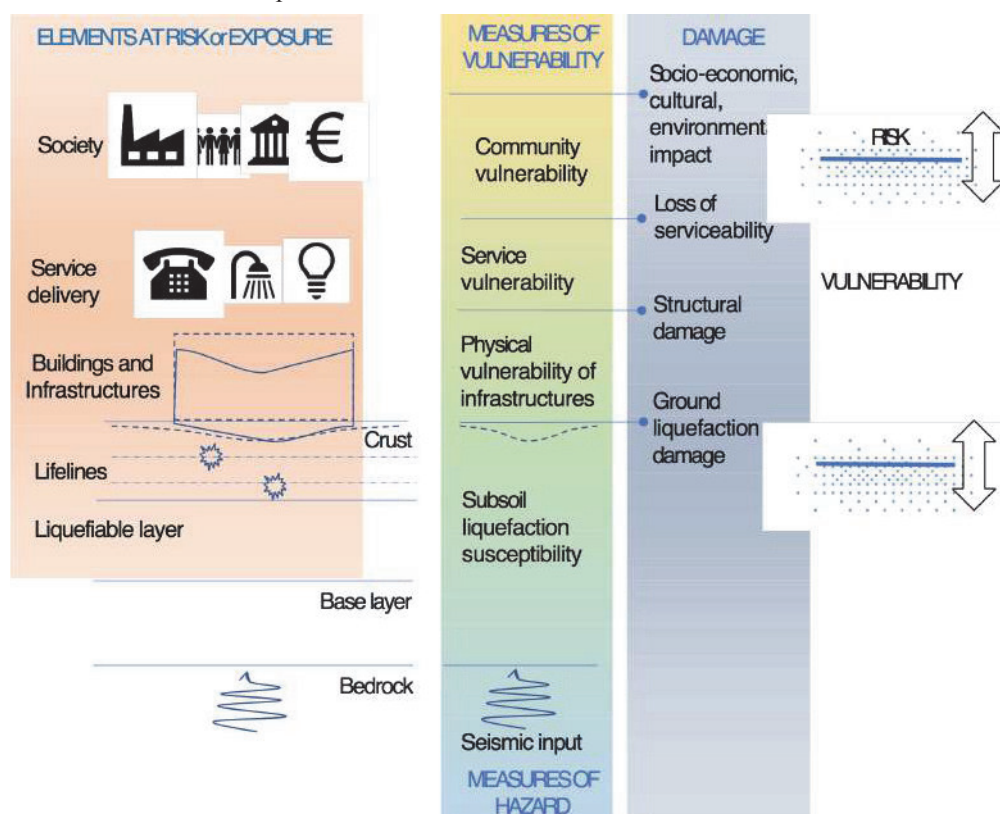 ELEMENTS AT RISK or EXPOSURE
Society
€
Service
delivery
Buildings and
Infrastructures
Crust
Lifelines
Liquefiable layer
Base layer
Bedrock
MEASURES OF
VULNERABILITY
Community
vulnerability
Service
vulnerability
Physical
vulnerability of
infrastructures
Subsoil
liquefaction
susceptibility
Seismic input
MEASURES OF
HAZARD
DAMAGE
Socio-economic,
cultural,
environmenta
impact
Loss of
serviceability
Structural
damage
Ground
liquefaction
damage
RISK
VULNERABILITY